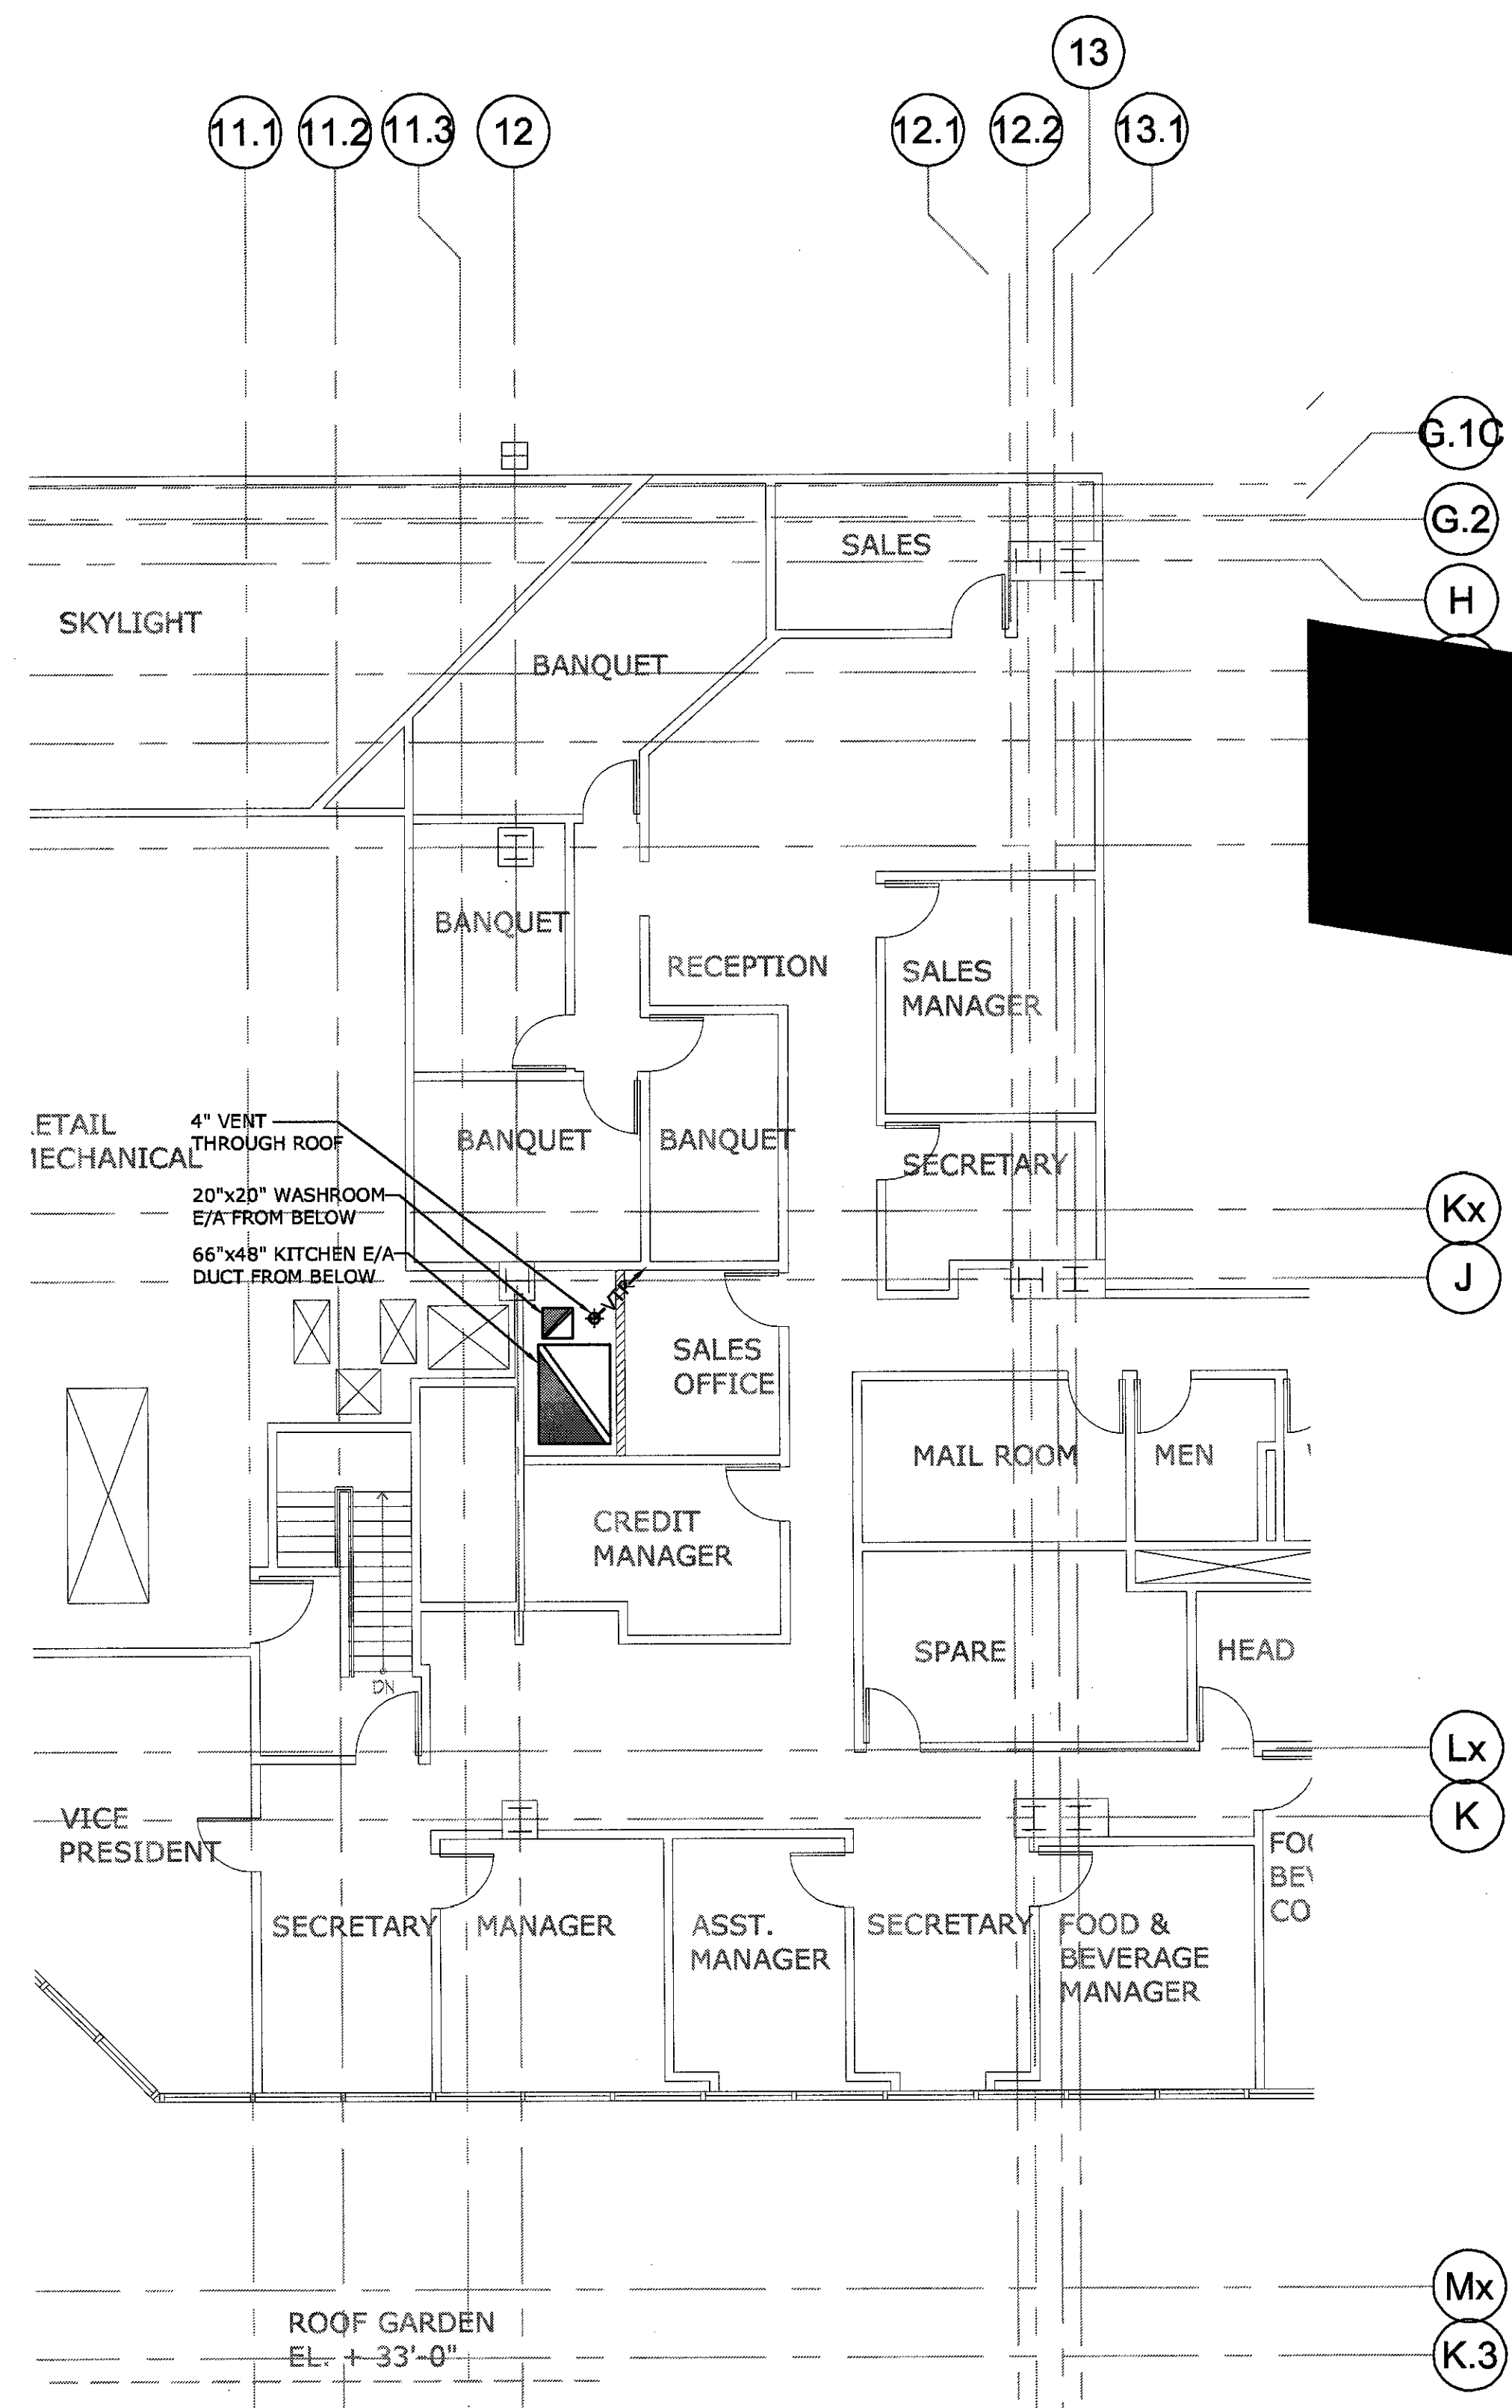 13
11.1
11.2
11.3
12
12.1
12.2
13.1
G.1C
G.2
H
SALES
SKYLIGHT
BANQUET
BANQUET
RECEPTION
SALES
MANAGER
4" VENT
THROUGH ROOF
ETAIL
BANQUET
BANQUET
SECRETARY
20"x20" WASHROOM
E/A FROM BELOW
66"x48" KITCHEN E/A
DUCT FROM BELOW
Kx
J
VTR
SALES
OFFICE
MAIL ROOM
MEN
CREDIT
MANAGER
SPARE
HEAD
DN
Lx
K
VICE
PRESIDENT
SECRETARY
MANAGER
ASST.
MANAGER
SECRETARY
FOOD &
BEVERAGE
MANAGER
CO
Mx
K.3
ROOF GARDEN
EL. + 33'-0"